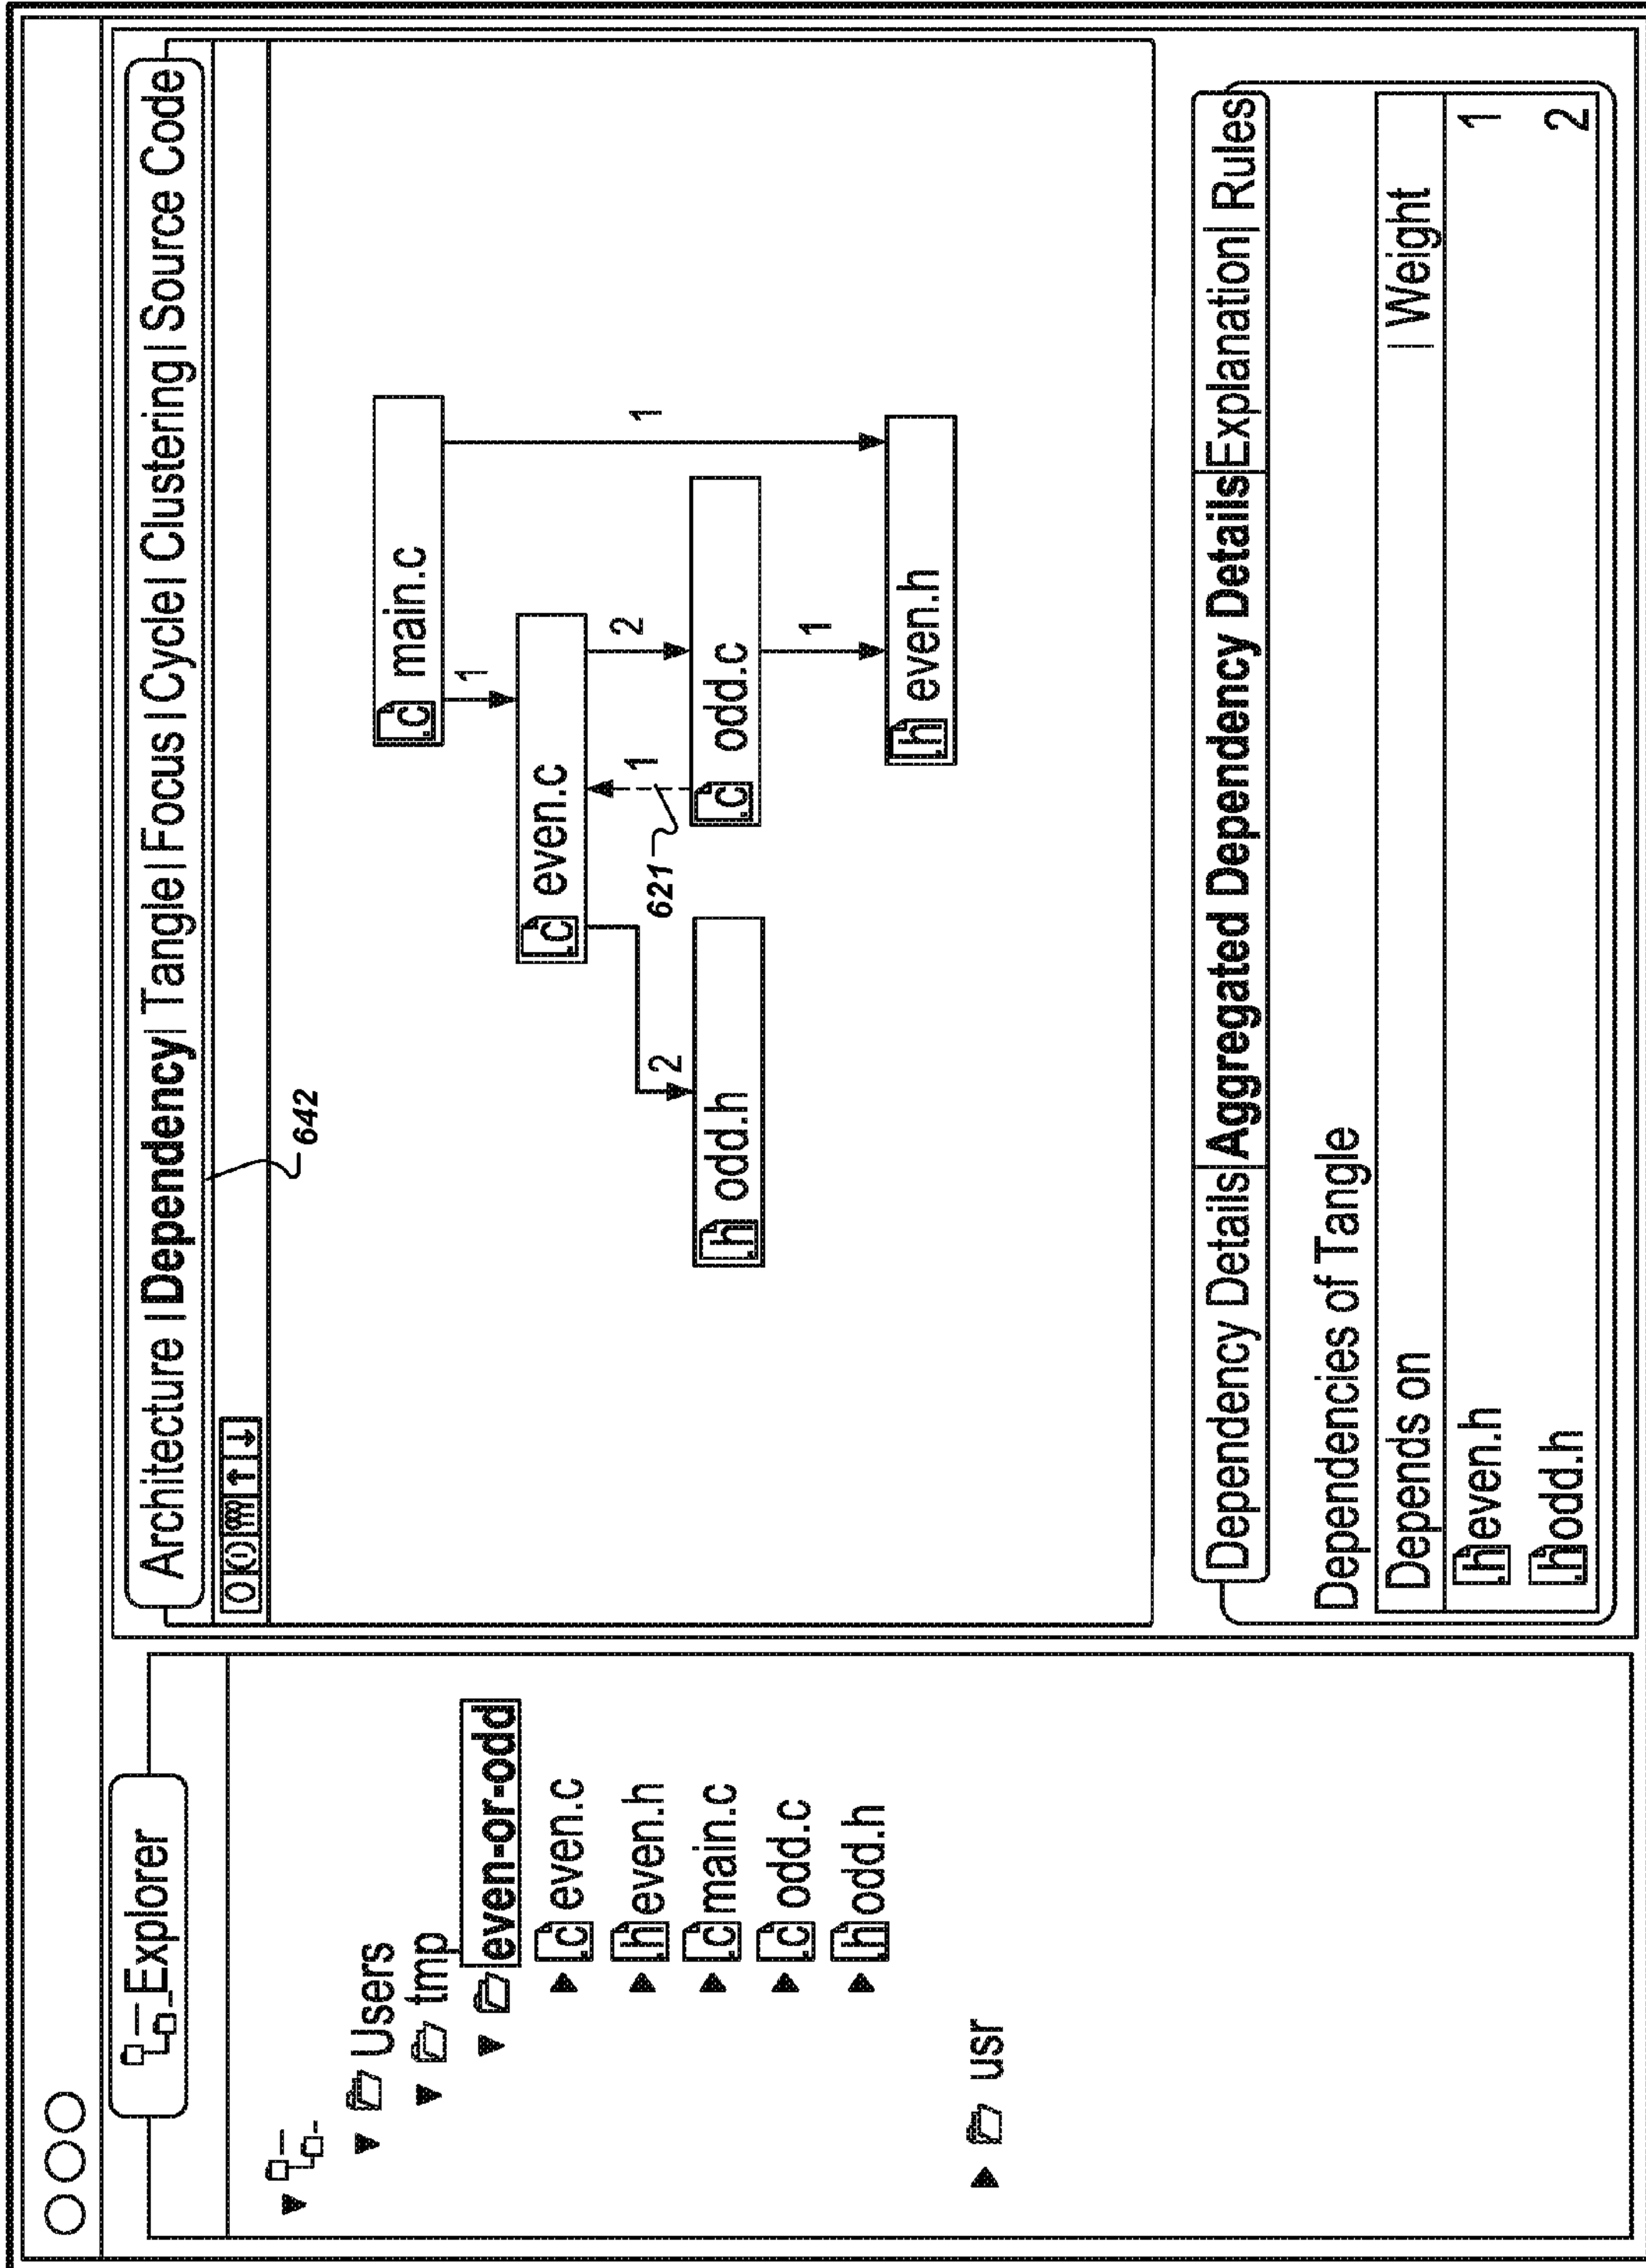 Explorer
Users
tmp
even-or-odd
.c even.c
.h even.h
.c main.c
.c odd.c
.h odd.h
usr
Architecture | Dependency | Tangle | Focus | Cycle | Clustering | Source Code
642
.c main.c
1
1
.c even.c
2
1
2
621
.h odd.h
.c odd.c
1
.h even.h
Dependency Details | Aggregated Dependency Details | Explanation | Rules
Dependencies of Tangle
Depends on | Weight
.h even.h 1
.h odd.h 2